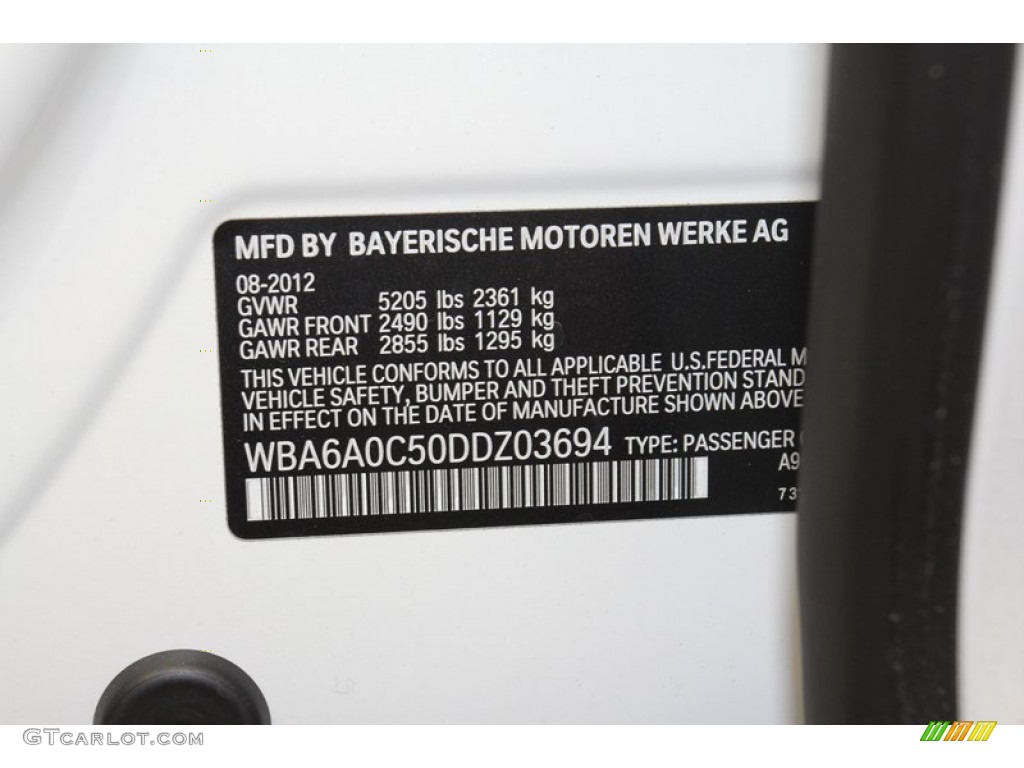 MFD BY BAYERISCHE MOTOREN WERKE AG
08-2012
GVWR 5205 lbs 2361 kg
GAWR FRONT 2490 lbs 1129 kg
GAWR REAR 2855 lbs 1295 kg
THIS VEHICLE CONFORMS TO ALL APPLICABLE U.S.FEDERAL M
VEHICLE SAFETY, BUMPER AND THEFT PREVENTION STAND
IN EFFECT ON THE DATE OF MANUFACTURE SHOWN ABOVE
WBA6A0C50DDZ03694 TYPE: PASSENGER
A9
73
GTCARLOT.COM